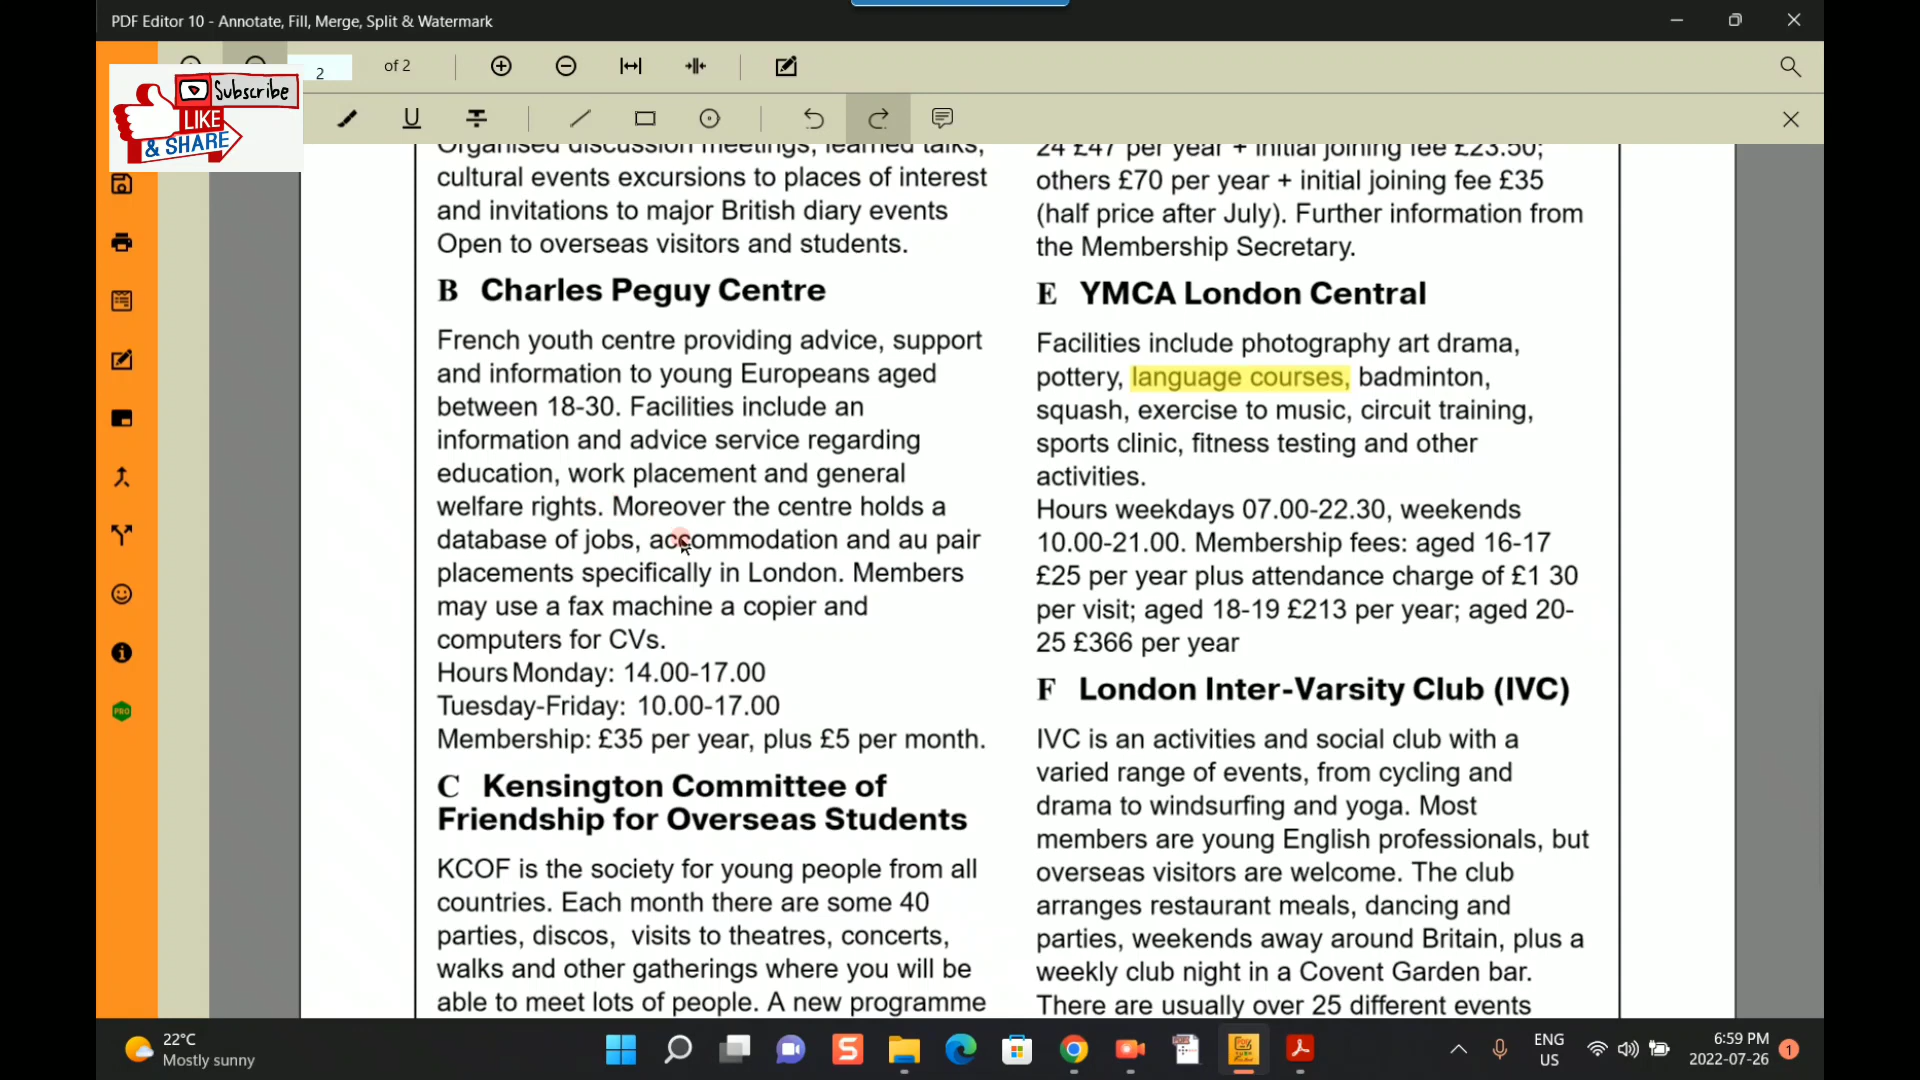 PDF Editor 10 - Annotate, Fill, Merge, Split & Watermark
2
of 2
Subscribe
LIKE
& SHARE
Organised discussion meetings, learned talks,
cultural events excursions to places of interest
and invitations to major British diary events
Open to overseas visitors and students.
B Charles Peguy Centre
French youth centre providing advice, support
and information to young Europeans aged
between 18-30. Facilities include an
information and advice service regarding
education, work placement and general
welfare rights. Moreover the centre holds a
database of jobs, accommodation and au pair
placements specifically in London. Members
may use a fax machine a copier and
computers for CVs.
Hours Monday: 14.00-17.00
Tuesday-Friday: 10.00-17.00
Membership: £35 per year, plus £5 per month.
C Kensington Committee of
Friendship for Overseas Students
KCOF is the society for young people from all
countries. Each month there are some 40
parties, discos, visits to theatres, concerts,
walks and other gatherings where you will be
able to meet lots of people. A new programme
24 £47 per year + initial joining fee £23.50;
others £70 per year + initial joining fee £35
(half price after July). Further information from
the Membership Secretary.
E YMCA London Central
Facilities include photography art drama,
pottery, language courses, badminton,
squash, exercise to music, circuit training,
sports clinic, fitness testing and other
activities.
Hours weekdays 07.00-22.30, weekends
10.00-21.00. Membership fees: aged 16-17
£25 per year plus attendance charge of £1 30
per visit; aged 18-19 £213 per year; aged 20-
25 £366 per year
F London Inter-Varsity Club (IVC)
IVC is an activities and social club with a
varied range of events, from cycling and
drama to windsurfing and yoga. Most
members are young English professionals, but
overseas visitors are welcome. The club
arranges restaurant meals, dancing and
parties, weekends away around Britain, plus a
weekly club night in a Covent Garden bar.
There are usually over 25 different events
PRO
22°C
Mostly sunny
ENG
US
6:59 PM
2022-07-26
1